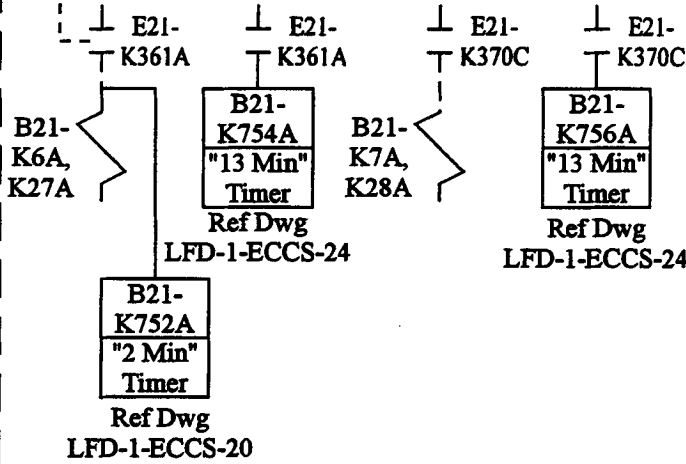 E21-
K361A
E21-
K361A
E21-
K370C
E21-
K370C
B21-
K6A,
K27A
B21-
K754A
"13 Min"
Timer
Ref Dwg
LFD-1-ECCS-24
B21-
K7A,
K28A
B21-
K756A
"13 Min"
Timer
Ref Dwg
LFD-1-ECCS-24
B21-
K752A
"2 Min"
Timer
Ref Dwg
LFD-1-ECCS-20